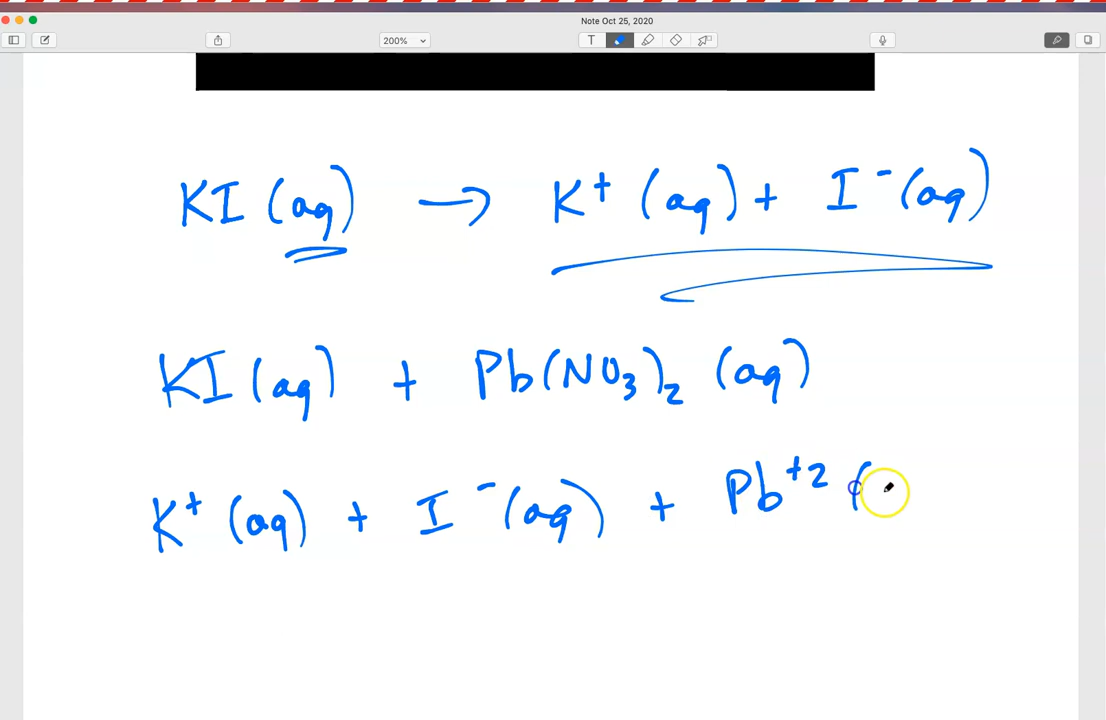 Note Oct 25, 2020
200%
T
KI (aq) → K⁺ (aq) + I⁻ (aq)
KI (aq) + Pb(NO₃)₂ (aq)
K⁺ (aq) + I⁻ (aq) + Pb⁺² (